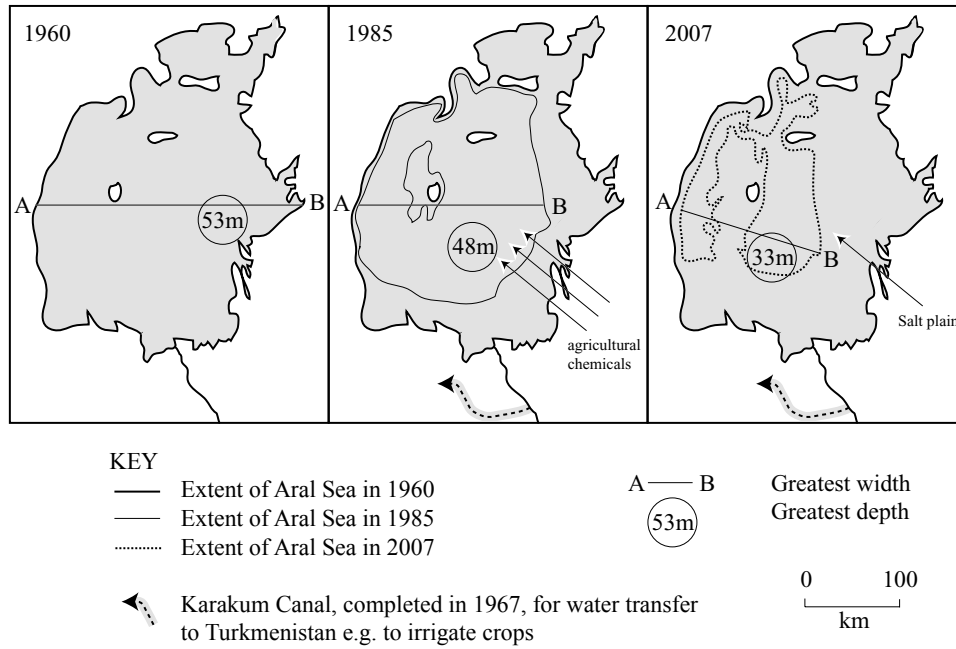 1960
A
B
53m
1985
A
B
48m
agricultural
chemicals
2007
A
B
33m
Salt plain
KEY
Extent of Aral Sea in 1960
Extent of Aral Sea in 1985
Extent of Aral Sea in 2007
Karakum Canal, completed in 1967, for water transfer
to Turkmenistan e.g. to irrigate crops
A B Greatest width
53m Greatest depth
0 100
km